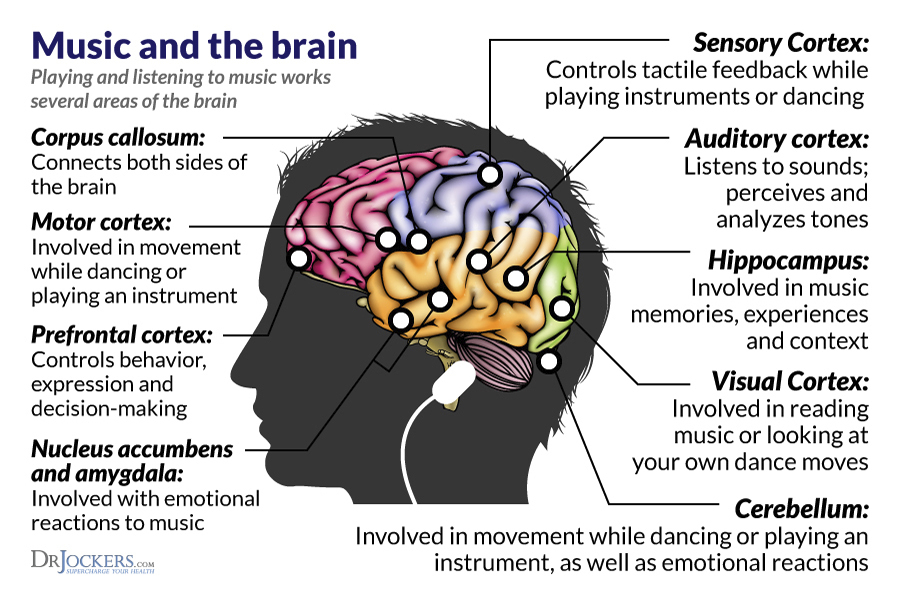 Music and the brain
Playing and listening to music works
several areas of the brain
Corpus callosum:
Connects both sides of
the brain
Motor cortex:
Involved in movement
while dancing or
playing an instrument
Prefrontal cortex:
Controls behavior,
expression and
decision-making
Nucleus accumbens
and amygdala:
Involved with emotional
reactions to music
Sensory Cortex:
Controls tactile feedback while
playing instruments or dancing
Auditory cortex:
Listens to sounds;
perceives and
analyzes tones
Hippocampus:
Involved in music
memories, experiences
and context
Visual Cortex:
Involved in reading
music or looking at
your own dance moves
Cerebellum:
Involved in movement while dancing or playing an
instrument, as well as emotional reactions
DRJOCKERS.COM
SUPERCHARGE YOUR HEALTH